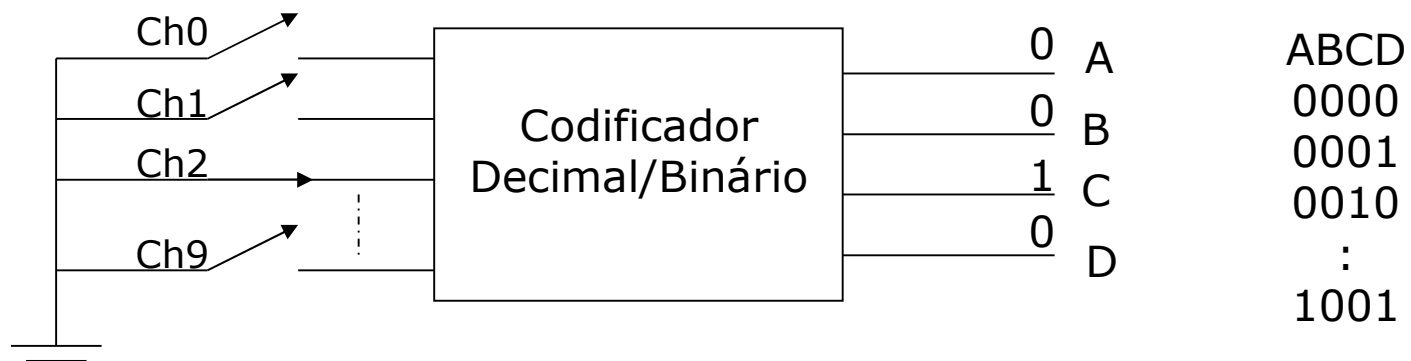 Ch0
Ch1
Ch2
Ch9
Codificador
Decimal/Binário
0 A
0 B
1 C
0 D
ABCD
0000
0001
0010
:
1001